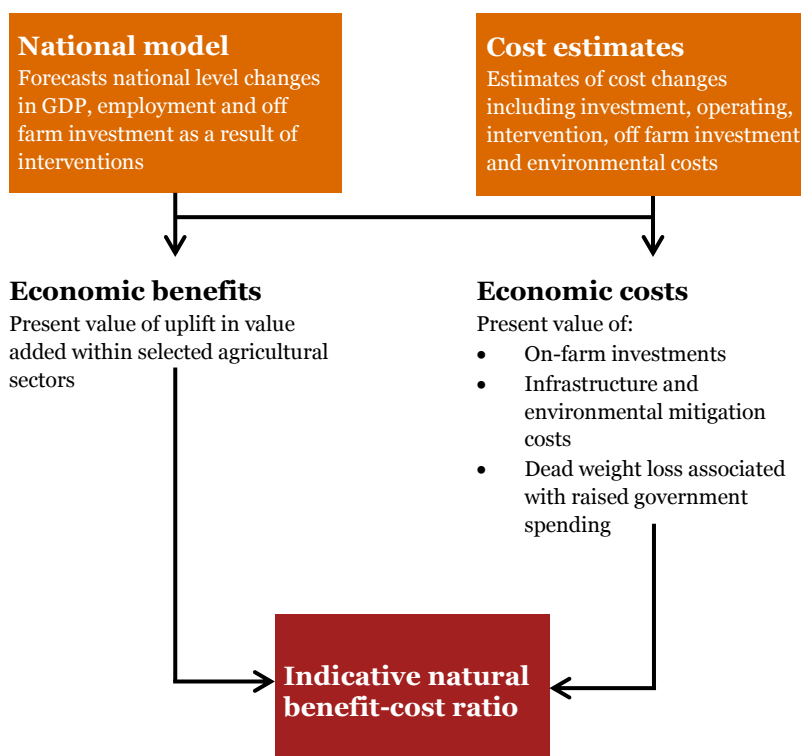 National model
Forecasts national level changes
in GDP, employment and off
farm investment as a result of
interventions
Cost estimates
Estimates of cost changes
including investment, operating,
intervention, off farm investment
and environmental costs
Economic benefits
Present value of uplift in value
added within selected agricultural
sectors
Economic costs
Present value of:
• On-farm investments
• Infrastructure and
environmental mitigation
costs
• Dead weight loss associated
with raised government
spending
Indicative natural
benefit-cost ratio